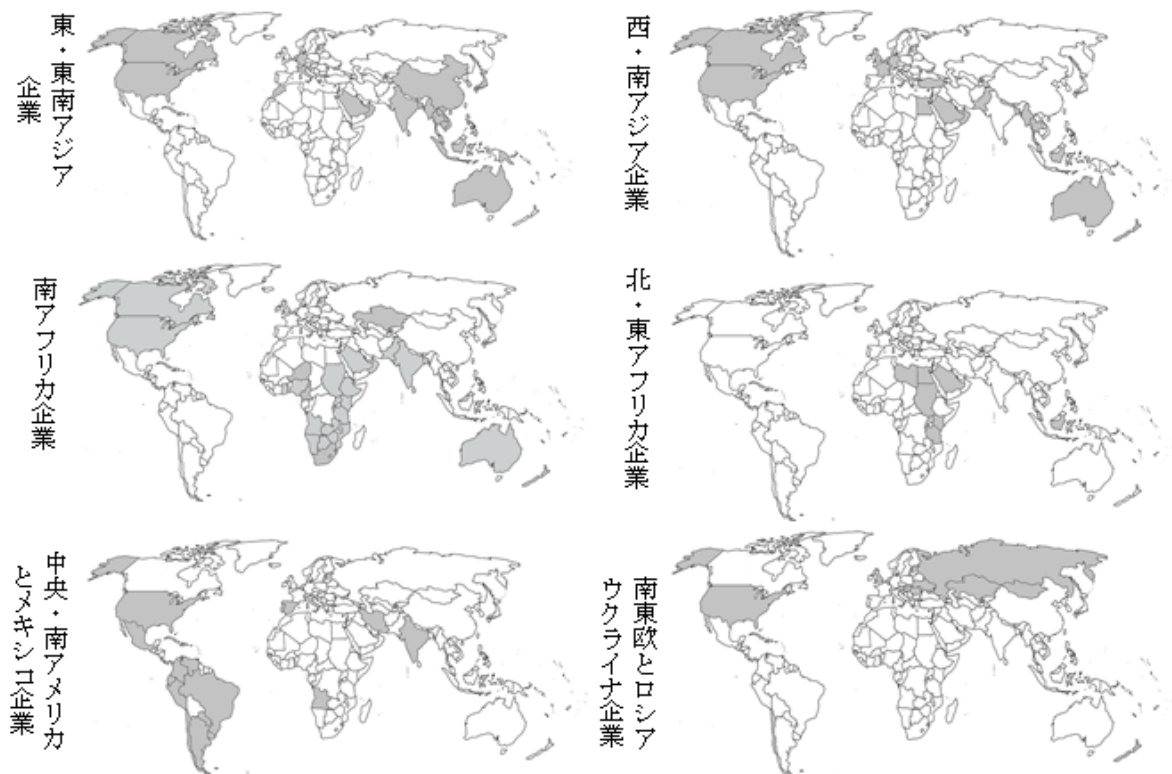 東・東南アジア
企業
西・南アジア企業
南アフリカ企業
北・東アフリカ企業
中央・南アメリカ
とメキシコ企業
南東欧とロシア
ウクライナ企業